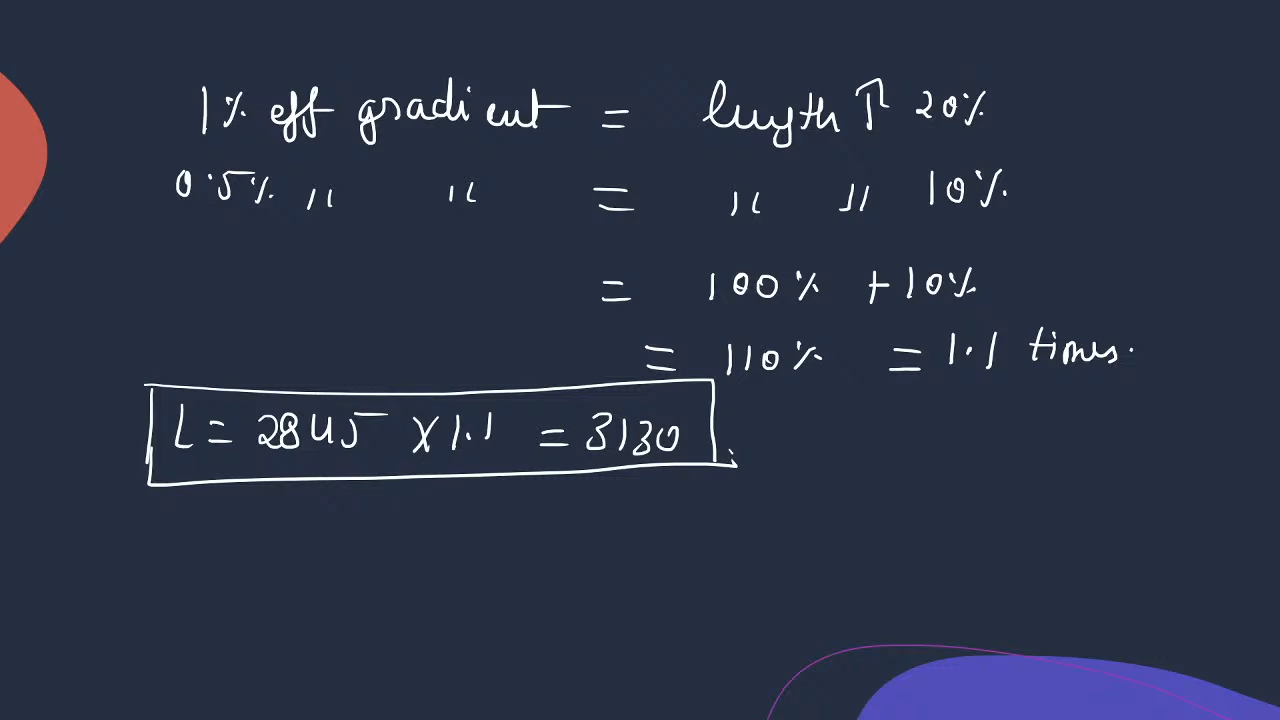 1% eff gradient = length ↑ 20%
0.5% " " = " " 10%
= 100% + 10%
= 110% = 1.1 times.
L = 2845 x 1.1 = 3130